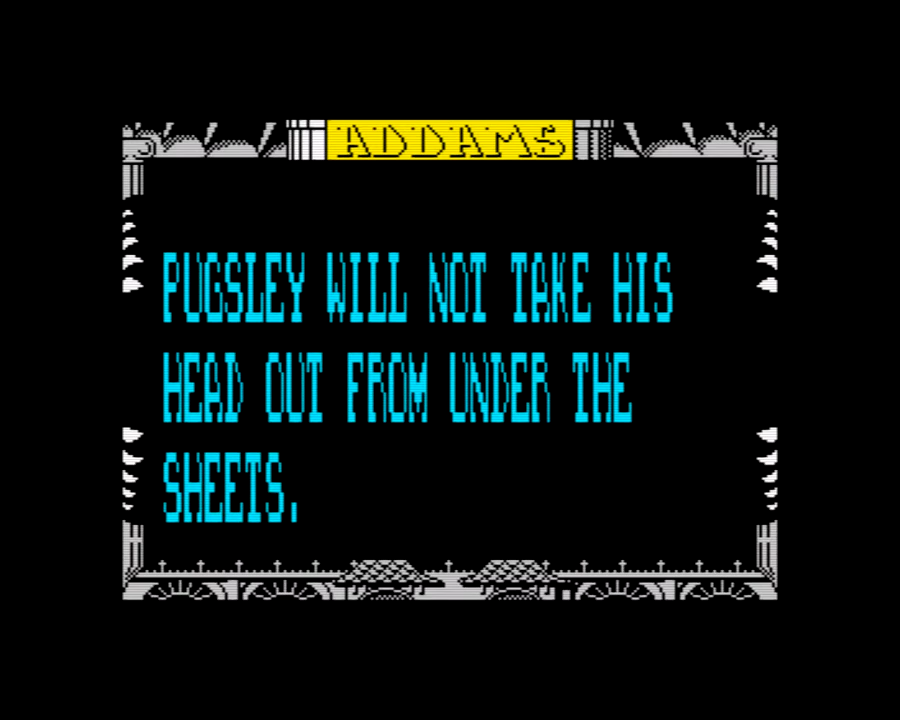 ADDAMS
PUGSLEY WILL NOT TAKE HIS
HEAD OUT FROM UNDER THE
SHEETS.